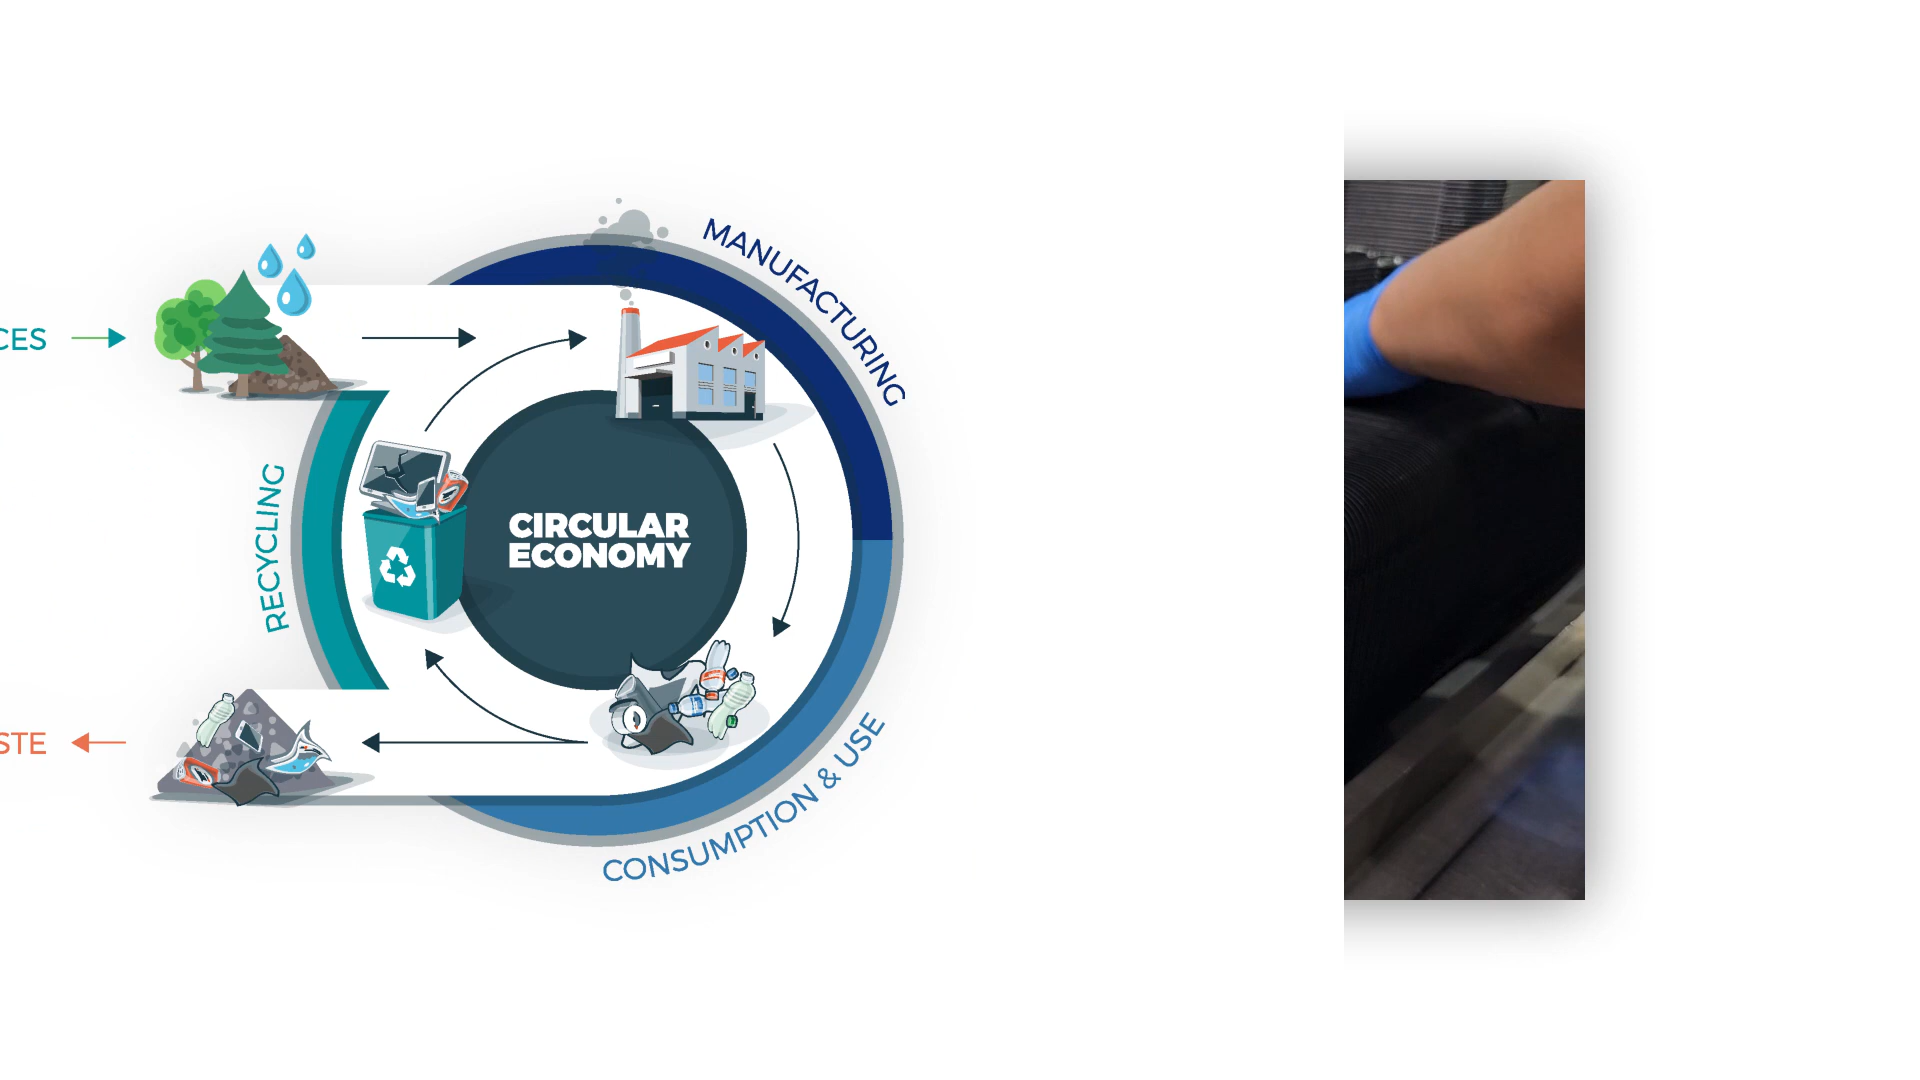 MANUFACTURING
CES
RECYCLING
CIRCULAR
ECONOMY
STE
CONSUMPTION & USE